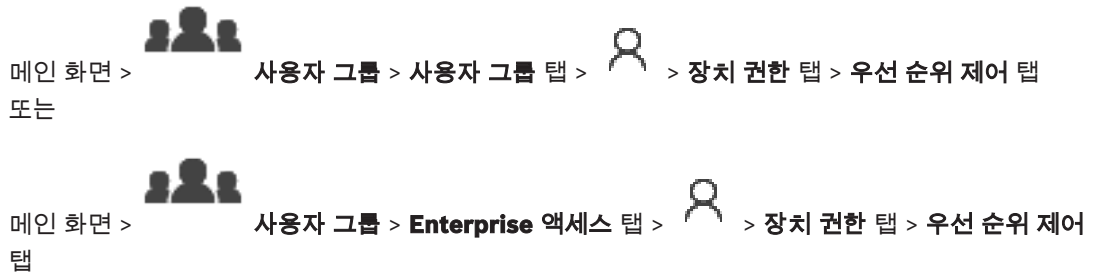 메인 화면 > 사용자 그룹 > 사용자 그룹 탭 > > 장치 권한 탭 > 우선 순위 제어 탭
또는
메인 화면 > 사용자 그룹 > Enterprise 액세스 탭 > > 장치 권한 탭 > 우선 순위 제어
탭